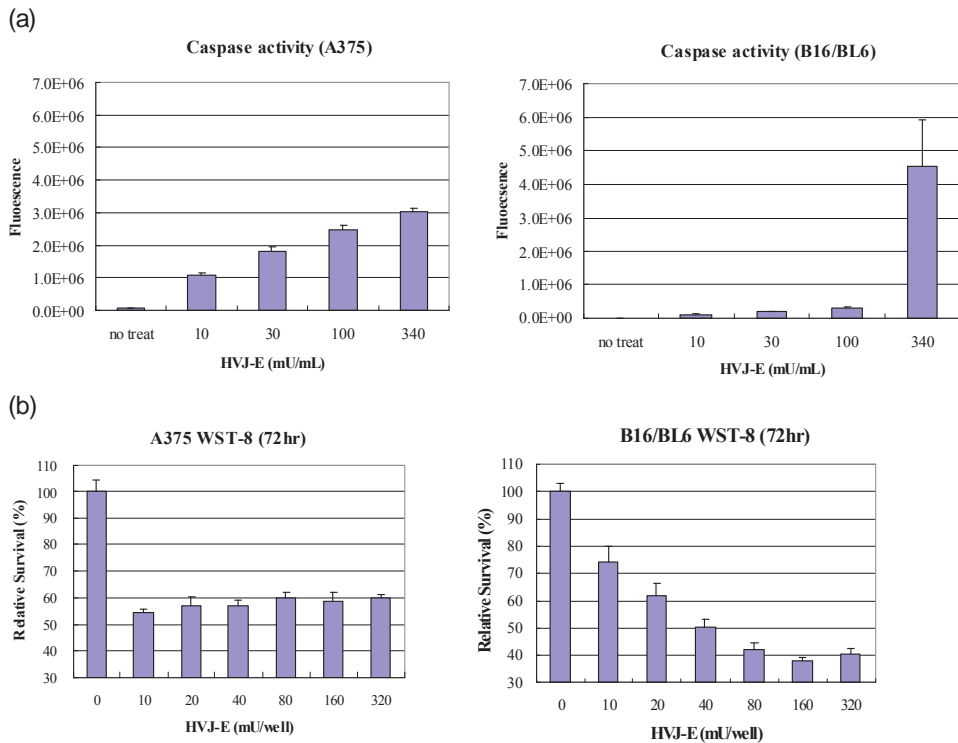 (a)
Caspase activity (A375)
7.0E+06
6.0E+06
5.0E+06
4.0E+06
3.0E+06
2.0E+06
1.0E+06
0.0E+00
Fluoescence
no treat 10 30 100 340
HVJ-E (mU/mL)
Caspase activity (B16/BL6)
7.0E+06
6.0E+06
5.0E+06
4.0E+06
3.0E+06
2.0E+06
1.0E+06
0.0E+06
Fluoecsence
no treat 10 30 100 340
HVJ-E (mU/mL)
(b)
A375 WST-8 (72hr)
110
100
90
80
70
60
50
40
30
Relative Survival (%)
0 10 20 40 80 160 320
HVJ-E (mU/well)
B16/BL6 WST-8 (72hr)
110
100
90
80
70
60
50
40
30
Relative Survival (%)
0 10 20 40 80 160 320
HVJ-E (mU/well)